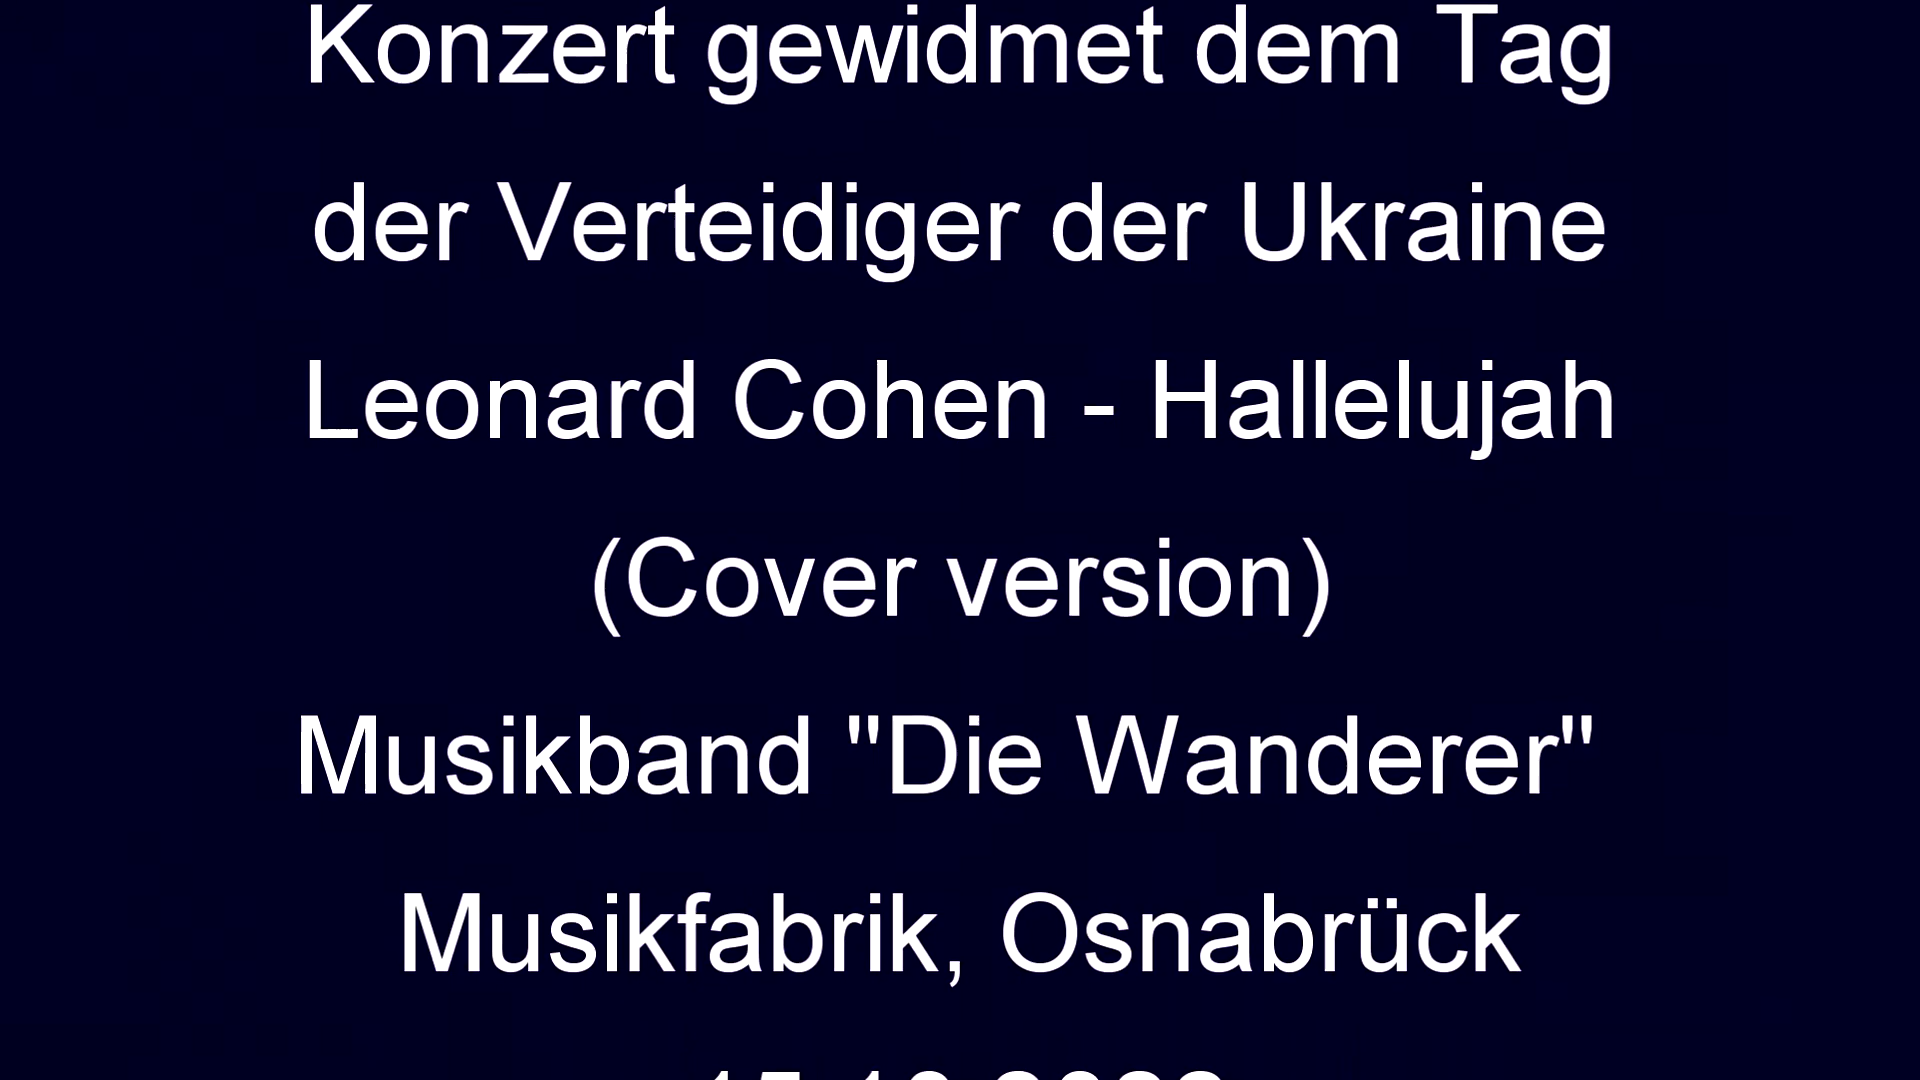 Konzert gewidmet dem Tag
der Verteidiger der Ukraine
Leonard Cohen - Hallelujah
(Cover version)
Musikband "Die Wanderer"
Musikfabrik, Osnabrück